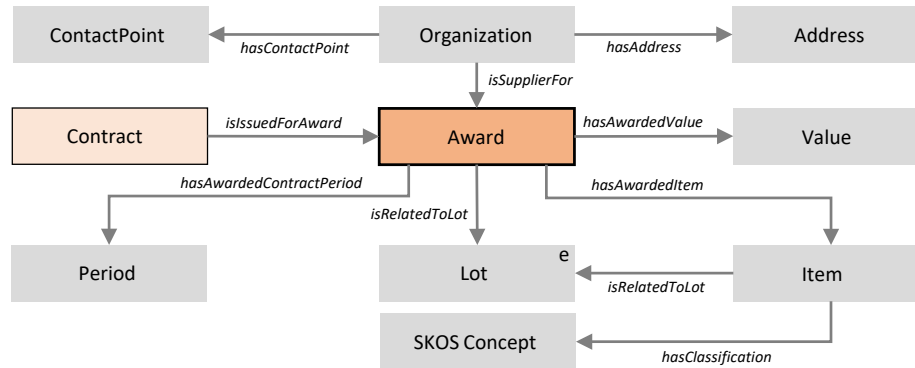 ContactPoint
hasContactPoint
Organization
hasAddress
Address
isSupplierFor
Contract
isIssuedForAward
Award
hasAwardedValue
Value
hasAwardedContractPeriod
isRelatedToLot
hasAwardedItem
Period
Lot
e
isRelatedToLot
Item
SKOS Concept
hasClassification